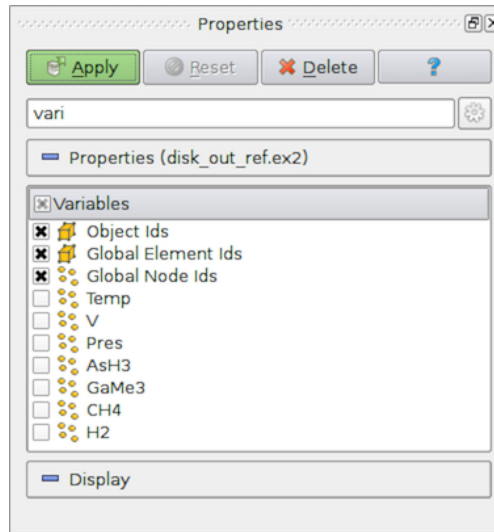 Properties
Apply
Reset
Delete
?
vari
Properties (disk_out_ref.ex2)
Variables
Object Ids
Global Element Ids
Global Node Ids
Temp
V
Pres
AsH3
GaMe3
CH4
H2
Display